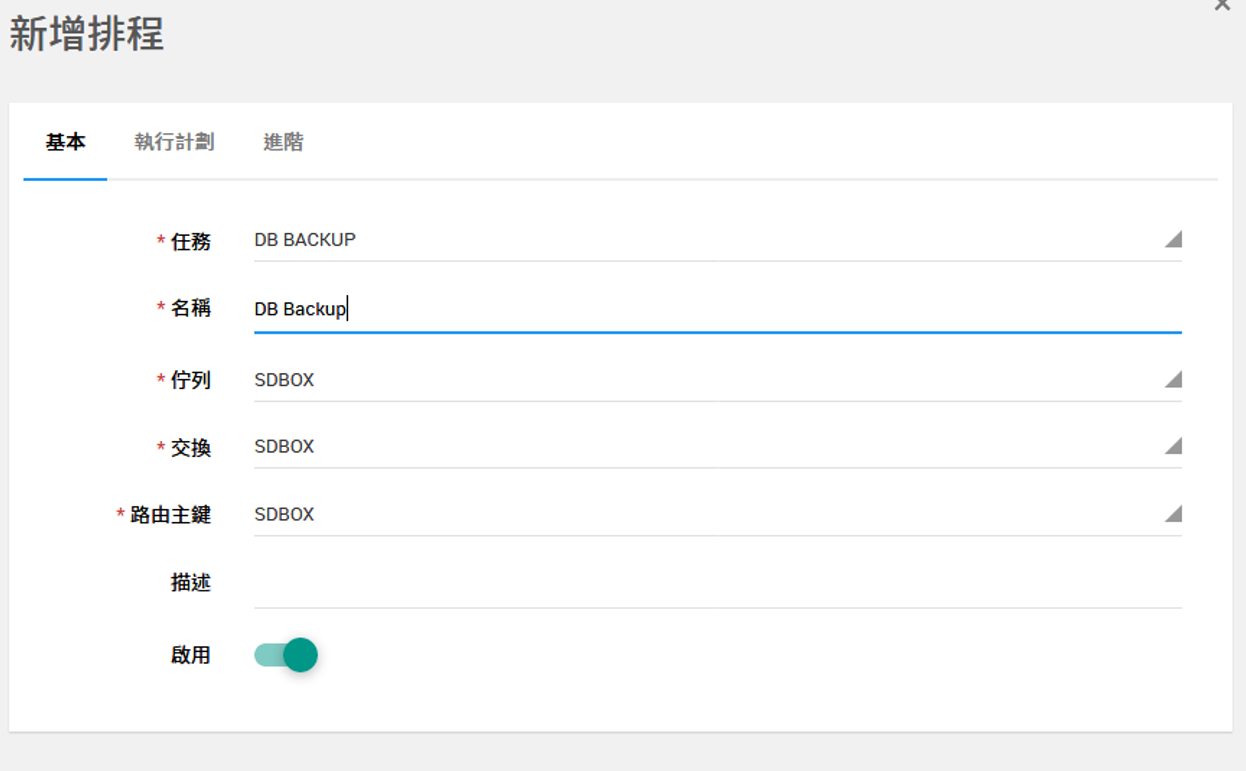 新增排程
基本 執行計劃 進階
* 任務 DB BACKUP
* 名稱 DB Backup
* 佇列 SDBOX
* 交換 SDBOX
* 路由主鍵 SDBOX
描述
啟用